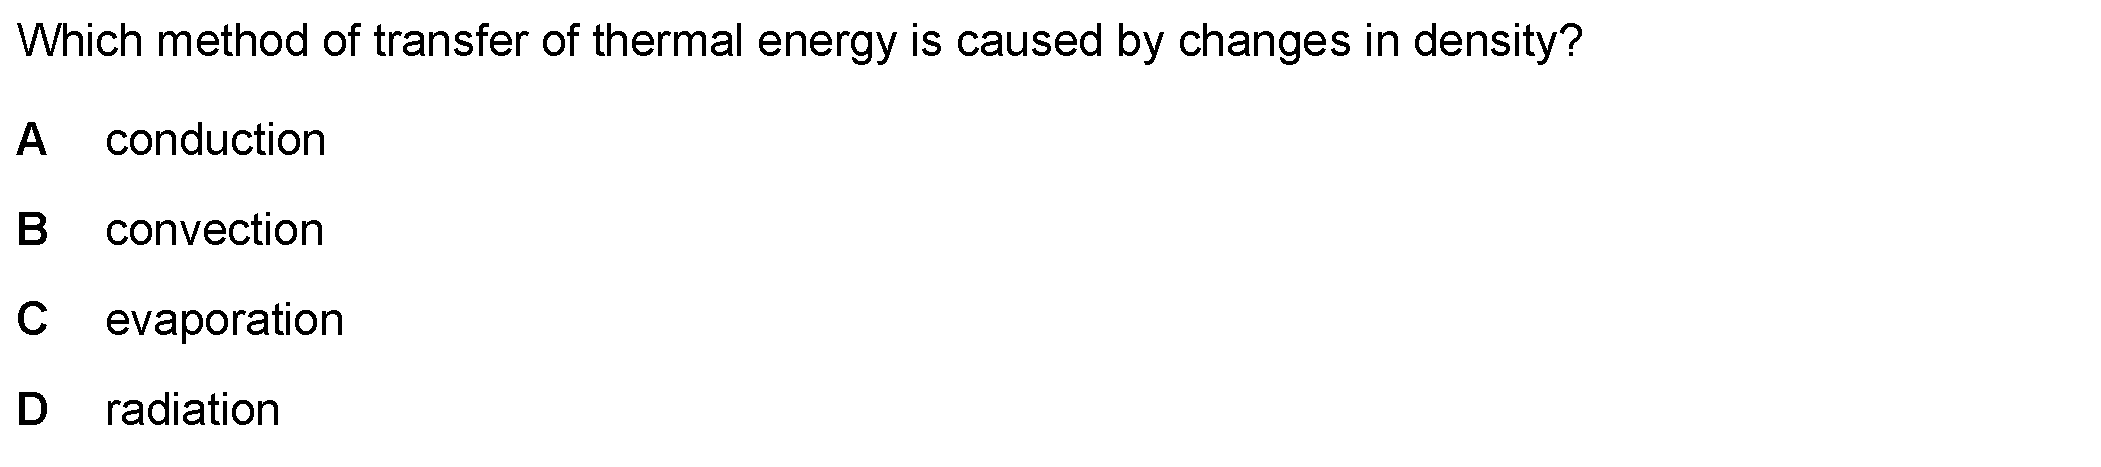 Which method of transfer of thermal energy is caused by changes in density?
A conduction
B convection
C evaporation
D radiation